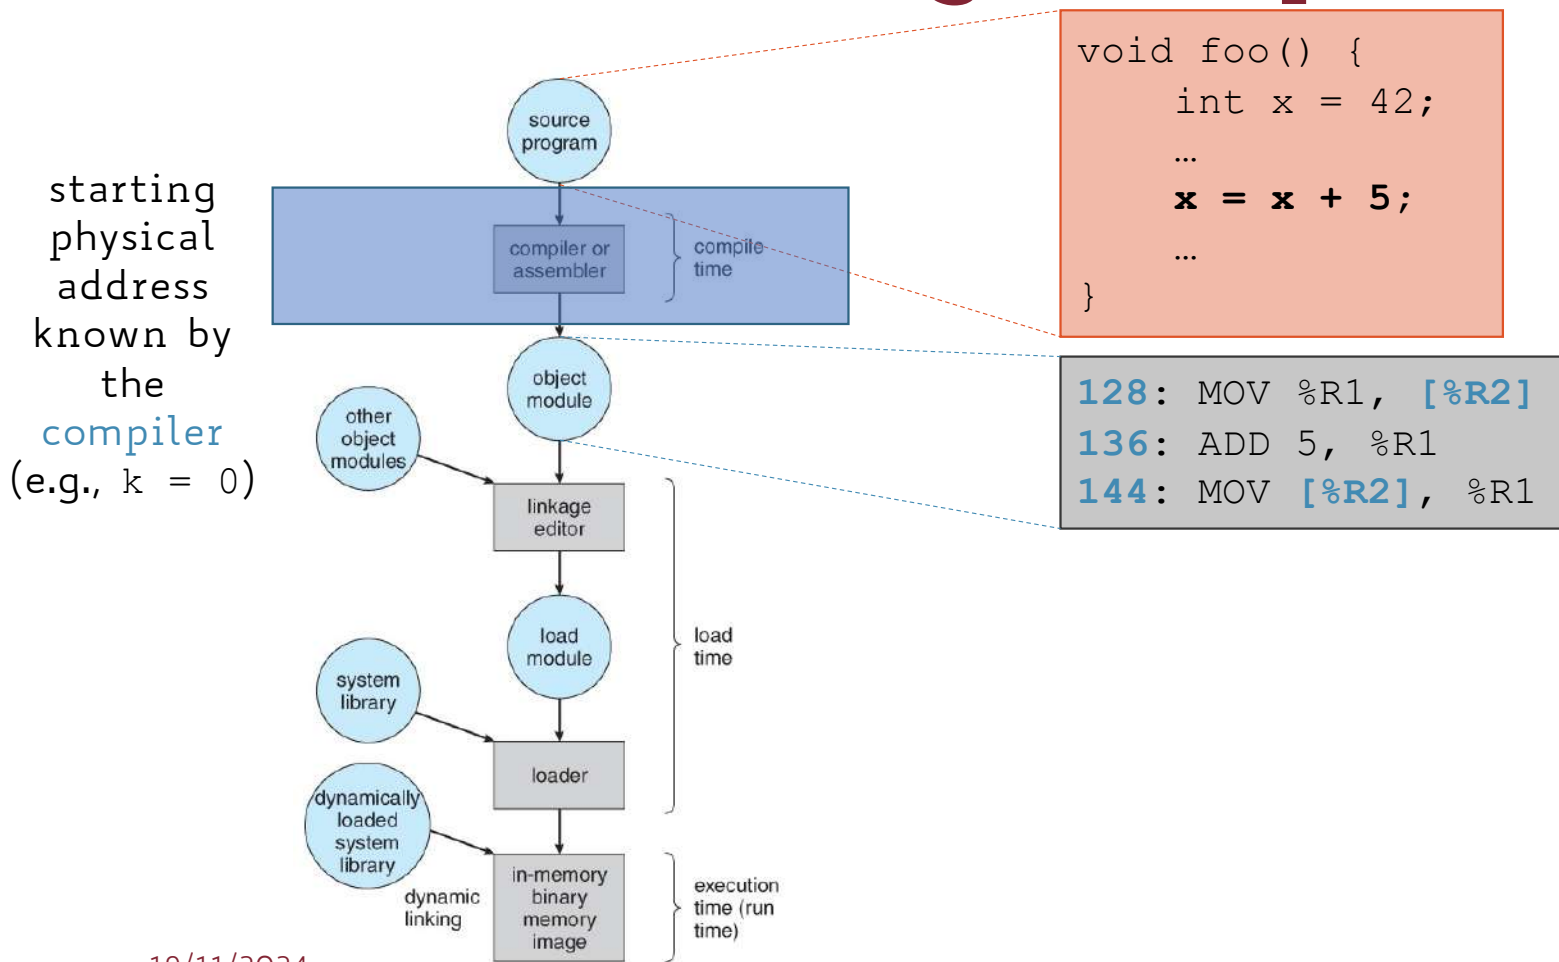 void foo() {
int x = 42;
…
x = x + 5;
…
}
source
program
starting
physical
address
known by
the
compiler
(e.g., k = 0)
compiler or
assembler
compile
time
object
module
128: MOV %R1, [%R2]
136: ADD 5, %R1
144: MOV [%R2], %R1
other
object
modules
linkage
editor
load
module
load
time
system
library
loader
dynamically
loaded
system
library
dynamic
linking
in-memory
binary
memory
image
execution
time (run
time)